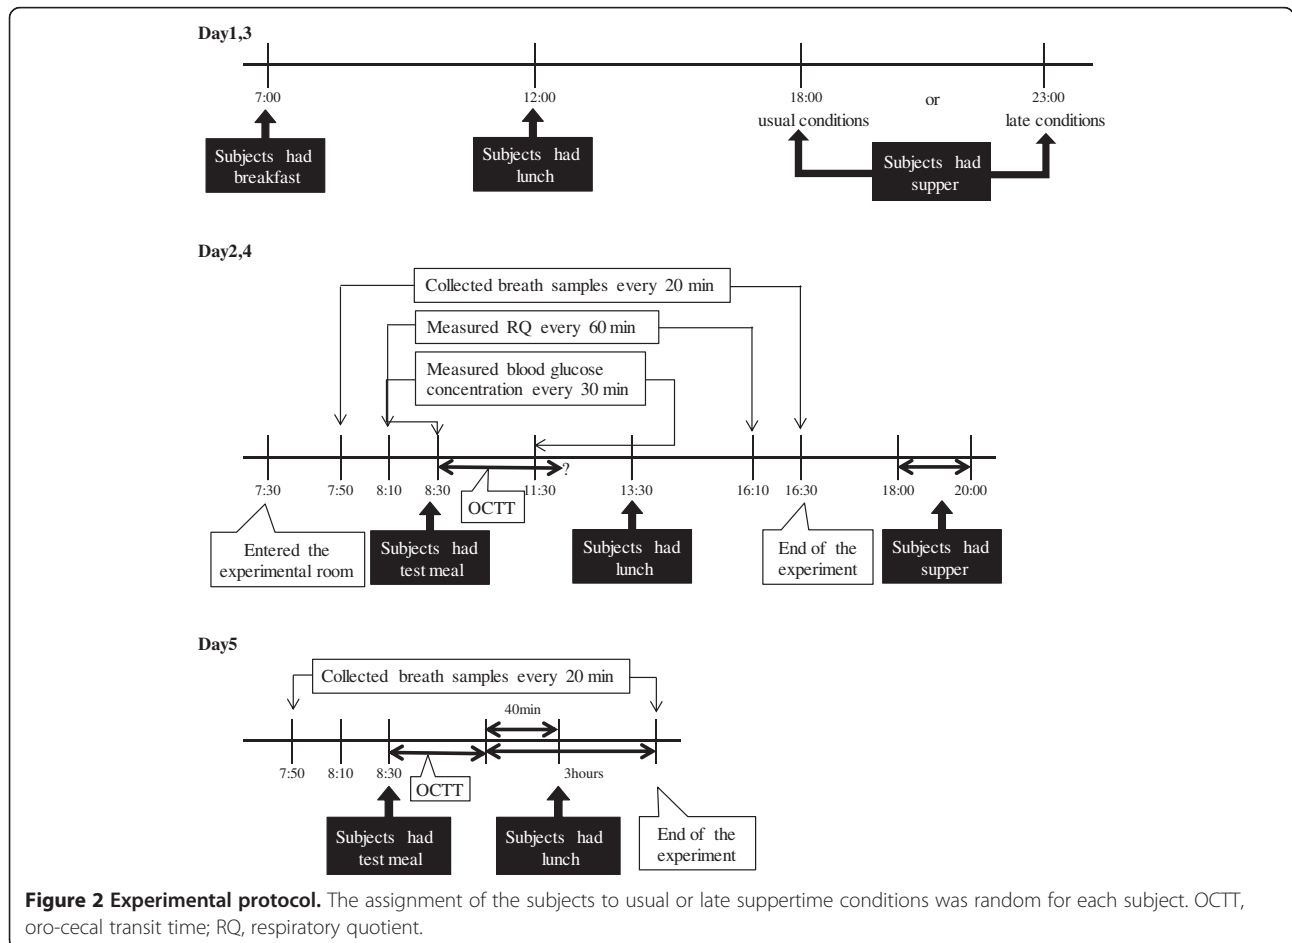 Day1,3
7:00
12:00
18:00
or
23:00
usual conditions
late conditions
Subjects had
breakfast
Subjects had
lunch
Subjects had
supper
Day2,4
Collected breath samples every 20 min
Measured RQ every 60 min
Measured blood glucose
concentration every 30 min
?
7:30
7:50
8:10
8:30
OCTT
11:30
13:30
16:10
16:30
18:00
20:00
Entered the
experimental room
Subjects had
test meal
Subjects had
lunch
End of the
experiment
Subjects had
supper
Day5
Collected breath samples every 20 min
40min
7:50
8:10
8:30
OCTT
3hours
Subjects had
test meal
Subjects had
lunch
End of the
experiment
Figure 2 Experimental protocol. The assignment of the subjects to usual or late suppertime conditions was random for each subject. OCTT,
oro-cecal transit time; RQ, respiratory quotient.